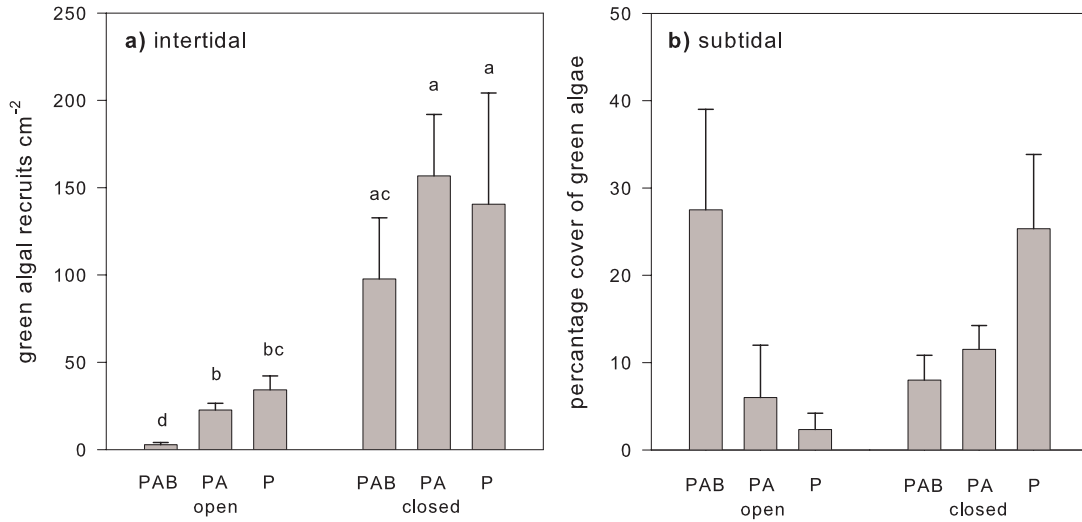 a) intertidal
green algal recruits cm-2
250
200
150
100
50
0
d
b
bc
ac
a
a
PAB PA P PAB PA P
open closed
b) subtidal
percantage cover of green algae
50
40
30
20
10
0
PAB PA P PAB PA P
open closed